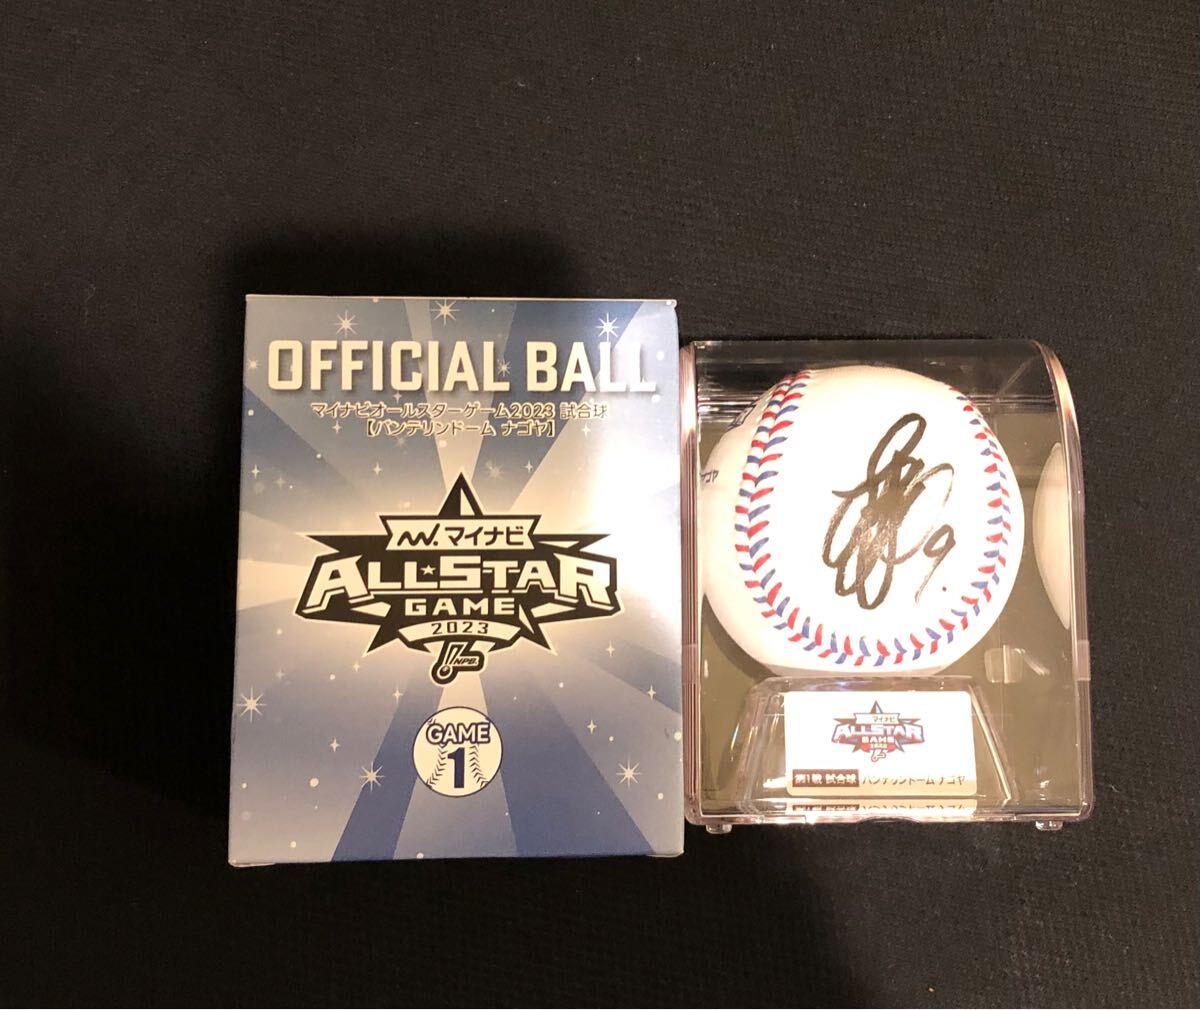 OFFICIAL BALL
マイナビオールスターゲーム2023 試合球
【バンテリンドーム ナゴヤ】
マイナビ
ALL★STAR
GAME
2023
NPB
GAME
1
9
マイナビ
ALLSTAR
GAME
2023
第1戦 試合球 バンテリンドーム ナゴヤ